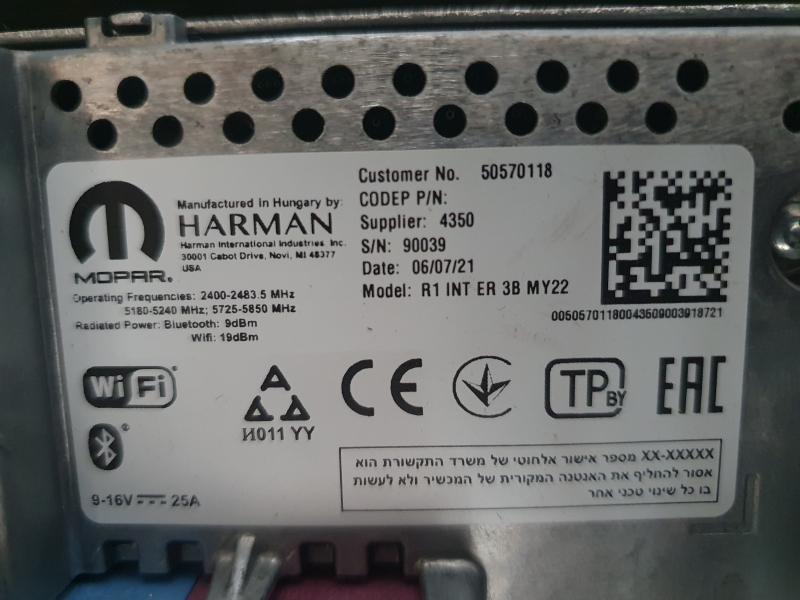 Customer No. 50570118
CODEP P/N:
Supplier: 4350
S/N: 90039
Date: 06/07/21
Model: R1 INT ER 3B MY22
MOPAR®
Manufactured in Hungary by:
HARMAN
Harman International Industries, Inc.
30001 Cabot Drive, Novi, MI 48377
USA
Operating Frequencies: 2400-2483.5 MHz
5180-5240 MHz; 5725-5850 MHz
Radiated Power: Bluetooth: 9dBm
Wifi: 19dBm
00505701180043509003918721
WiFi®
И011 YY
CE
TP BY
EAC
9-16V 25A
XX-XXXXX מספר אישור אלחוטי של משרד התקשורת הוא
אסור להחליף את האנטנה המקורית של המכשיר ולא לעשות
בו כל שינוי טכני אחר